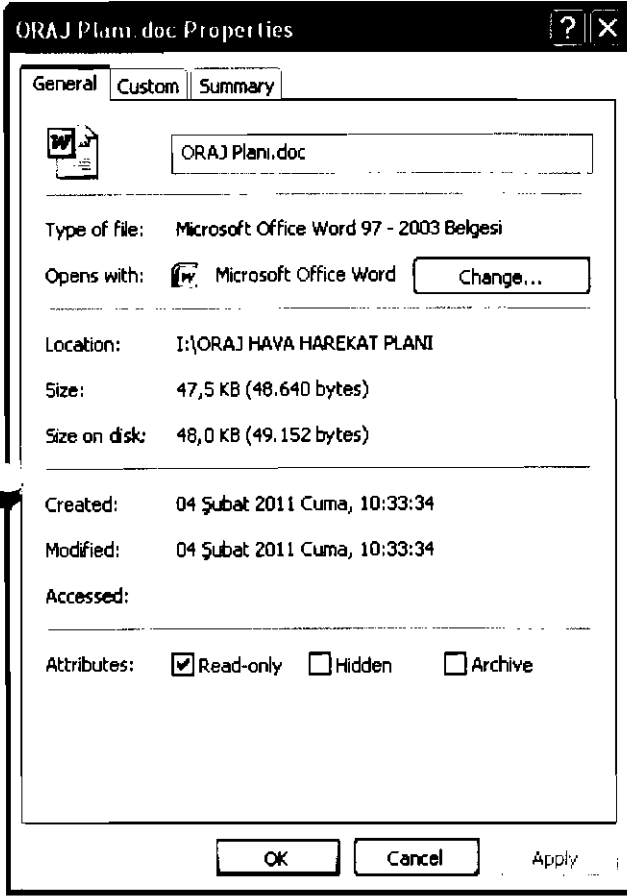 ORAJ Planı.doc Properties
General Custom Summary
ORAJ Planı.doc
Type of file: Microsoft Office Word 97 - 2003 Belgesi
Opens with: Microsoft Office Word Change...
Location: I:\ORAJ HAVA HAREKAT PLANI
Size: 47,5 KB (48.640 bytes)
Size on disk: 48,0 KB (49.152 bytes)
Created: 04 Şubat 2011 Cuma, 10:33:34
Modified: 04 Şubat 2011 Cuma, 10:33:34
Accessed:
Attributes: Read-only Hidden Archive
OK Cancel Apply